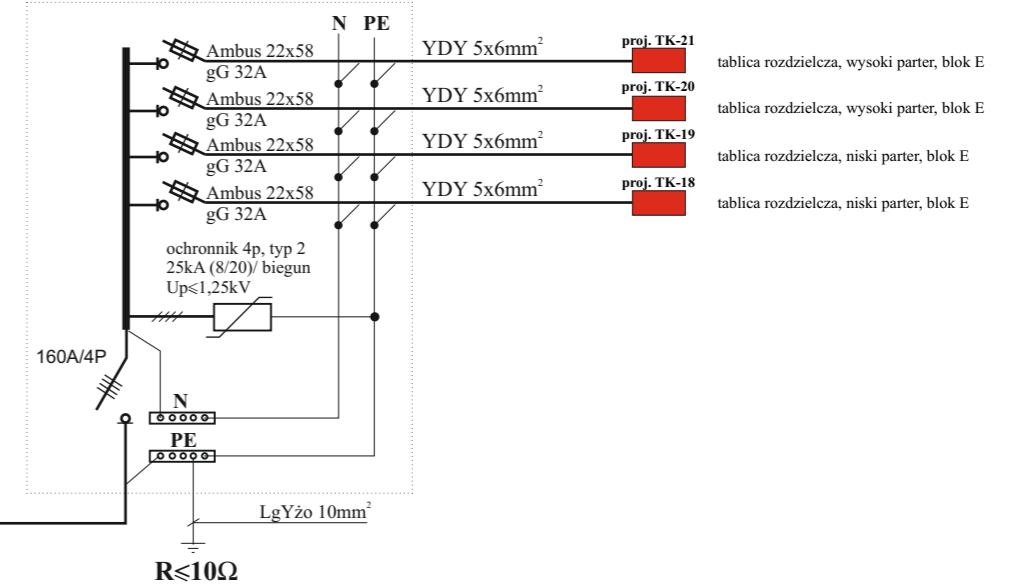 N PE
Ambus 22x58
gG 32A
YDY 5x6mm²
proj. TK-21
tablica rozdzielcza, wysoki parter, blok E
Ambus 22x58
gG 32A
YDY 5x6mm²
proj. TK-20
tablica rozdzielcza, wysoki parter, blok E
Ambus 22x58
gG 32A
YDY 5x6mm²
proj. TK-19
tablica rozdzielcza, niski parter, blok E
Ambus 22x58
gG 32A
YDY 5x6mm²
proj. TK-18
tablica rozdzielcza, niski parter, blok E
ochronnik 4p, typ 2
25kA (8/20)/ biegun
Up⩽1,25kV
160A/4P
N
PE
LgYżo 10mm²
R⩽10Ω